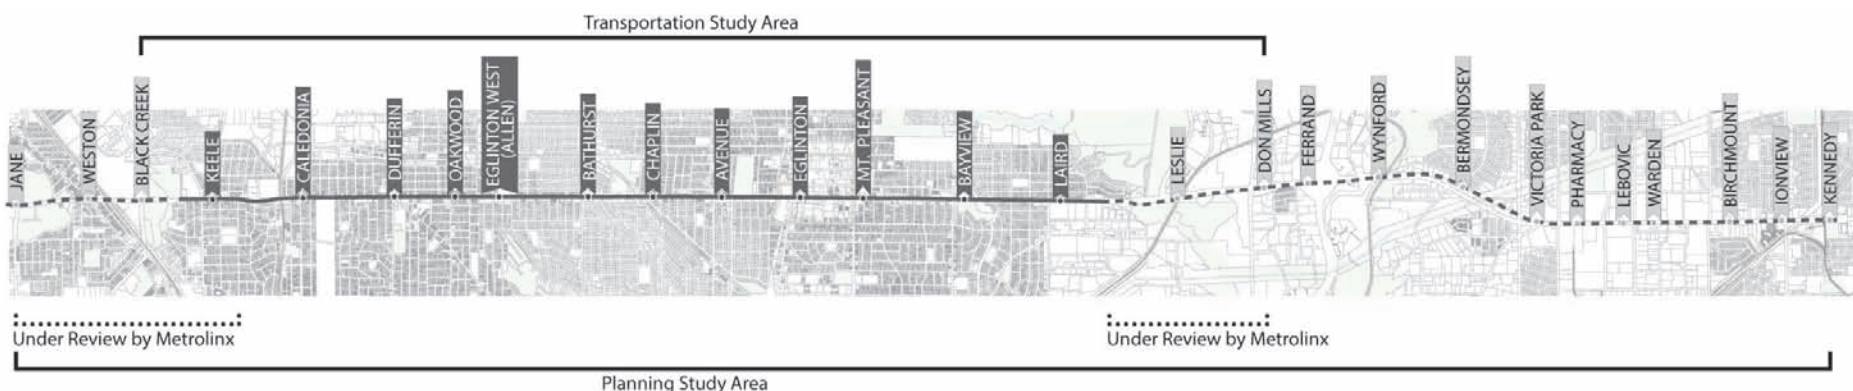 Transportation Study Area
JANE
WESTON
BLACK CREEK
KEELE
CALEDONIA
DUFFERIN
OAKWOOD
EGLINTON WEST
(ALLEN)
BATHURST
CHAPLIN
AVENUE
EGLINTON
MT. PLEASANT
BAYVIEW
LAIRD
LESLIE
DON MILLS
FERRAND
WYNFORD
BERMONDSEY
VICTORIA PARK
PHARMACY
LEBOVIC
WARDEN
BIRCHMOUNT
IONVIEW
KENNEDY
Under Review by Metrolinx
Under Review by Metrolinx
Planning Study Area